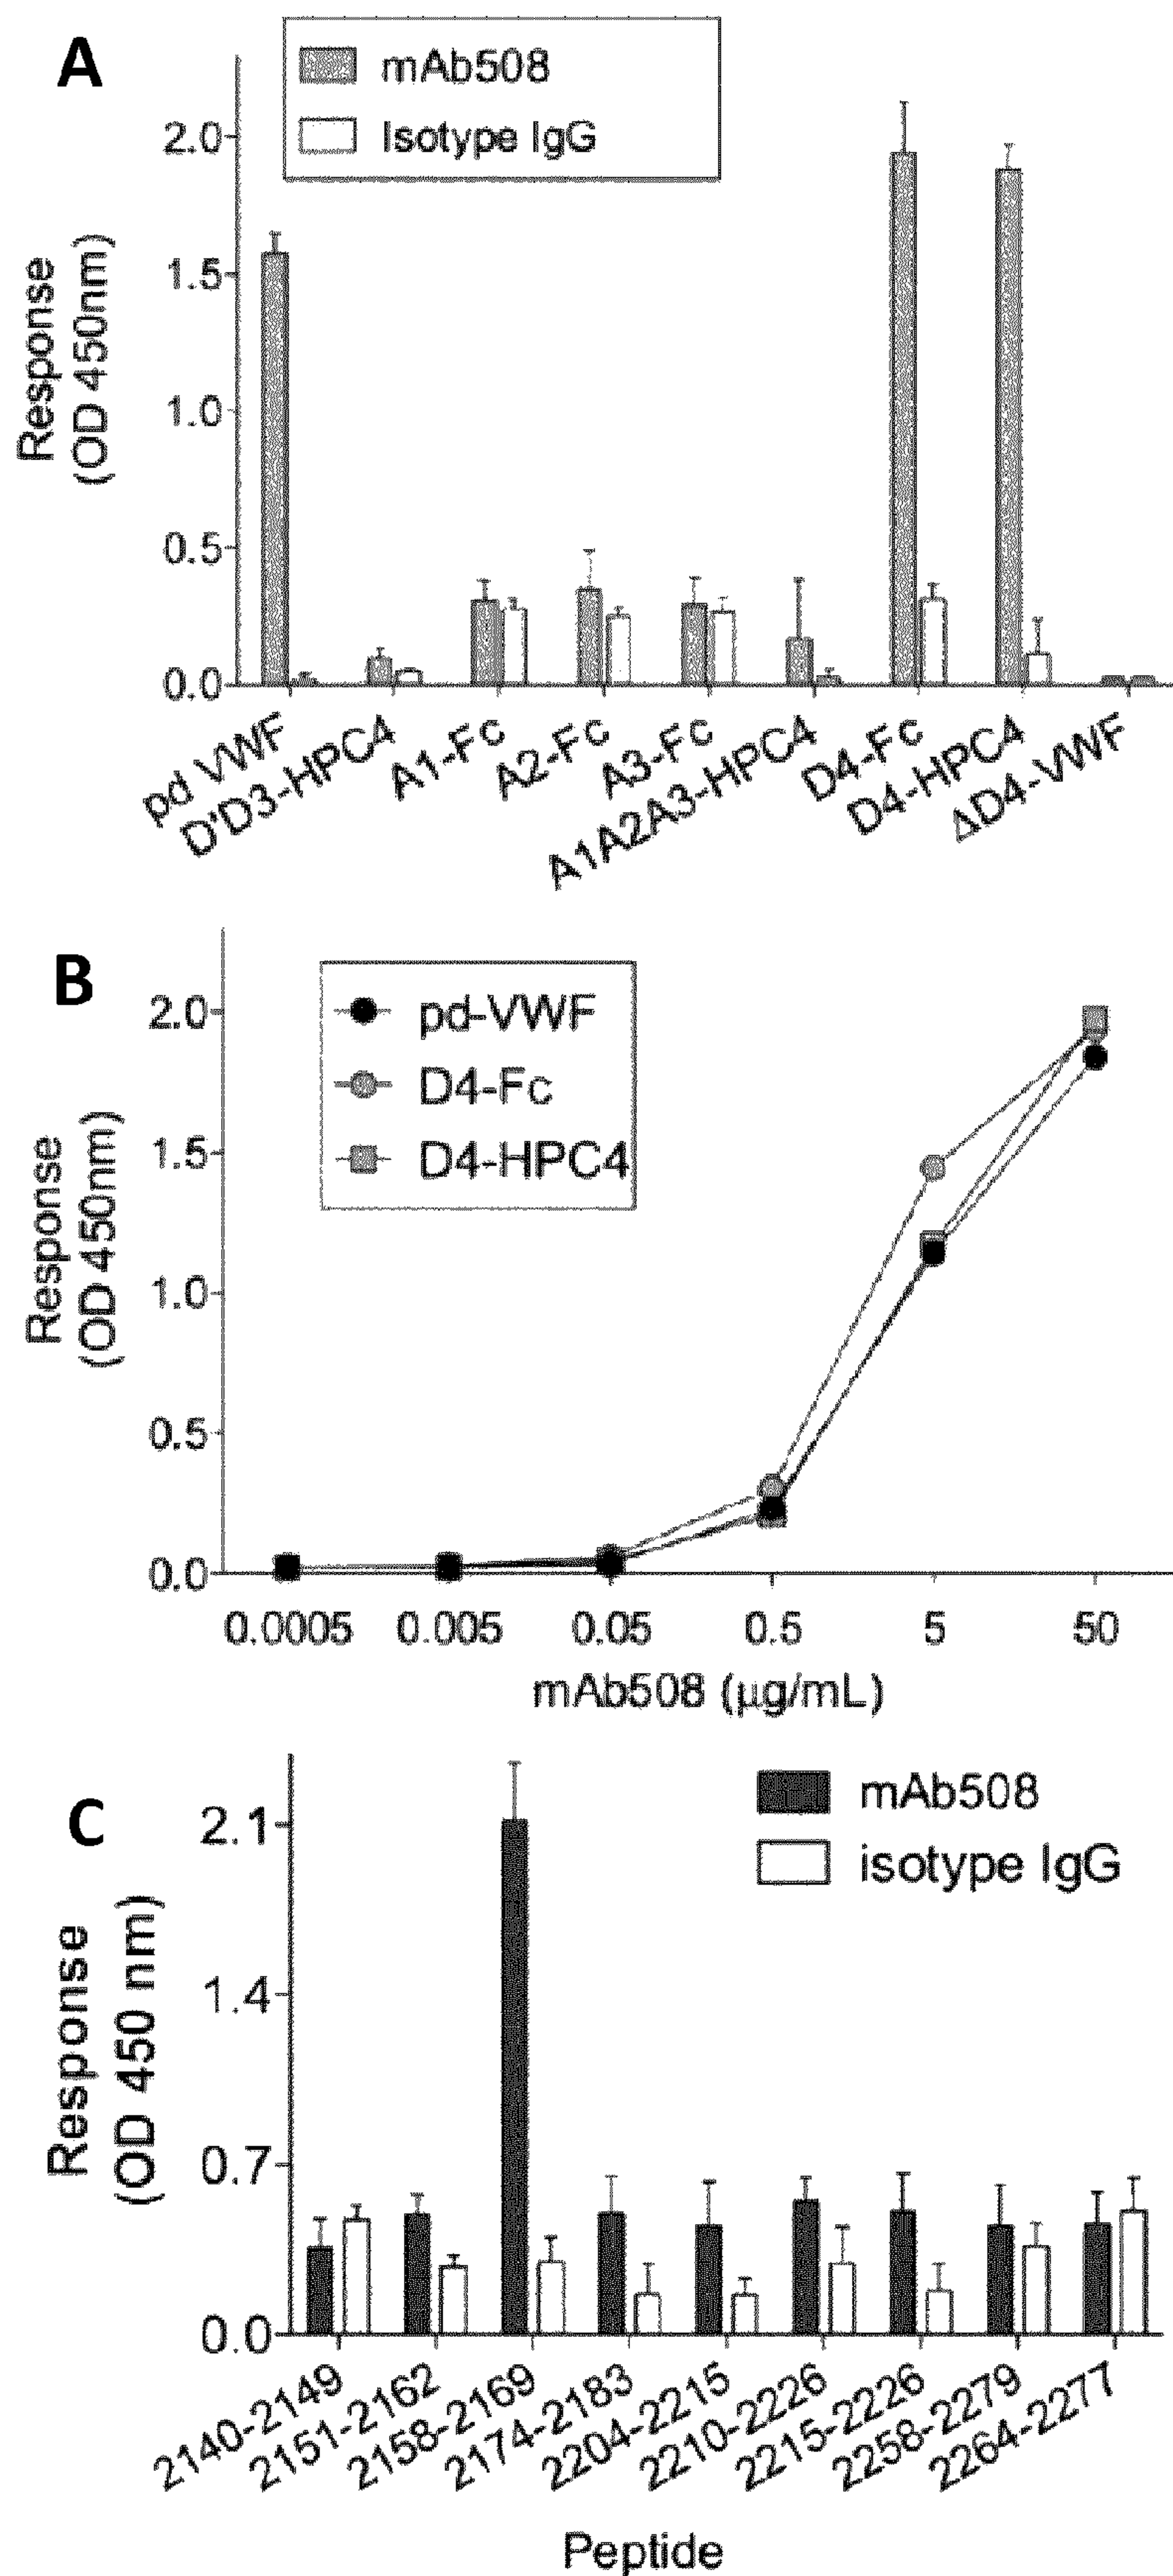 A
mAb508
Isotype IgG
Response
(OD 450nm)
2.0
1.5
1.0
0.5
0.0
pd VWF
D'D3-HPC4
A1-Fc
A2-Fc
A3-Fc
A1A2A3-HPC4
D4-Fc
D4-HPC4
ΔD4-VWF
B
pd-VWF
D4-Fc
D4-HPC4
Response
(OD 450nm)
2.0
1.5
1.0
0.5
0.0
0.0005 0.005 0.05 0.5 5 50
mAb508 (µg/mL)
C
mAb508
isotype IgG
Response
(OD 450 nm)
2.1
1.4
0.7
0.0
2140-2149
2151-2162
2158-2169
2174-2183
2204-2215
2210-2226
2215-2226
2258-2279
2264-2277
Peptide